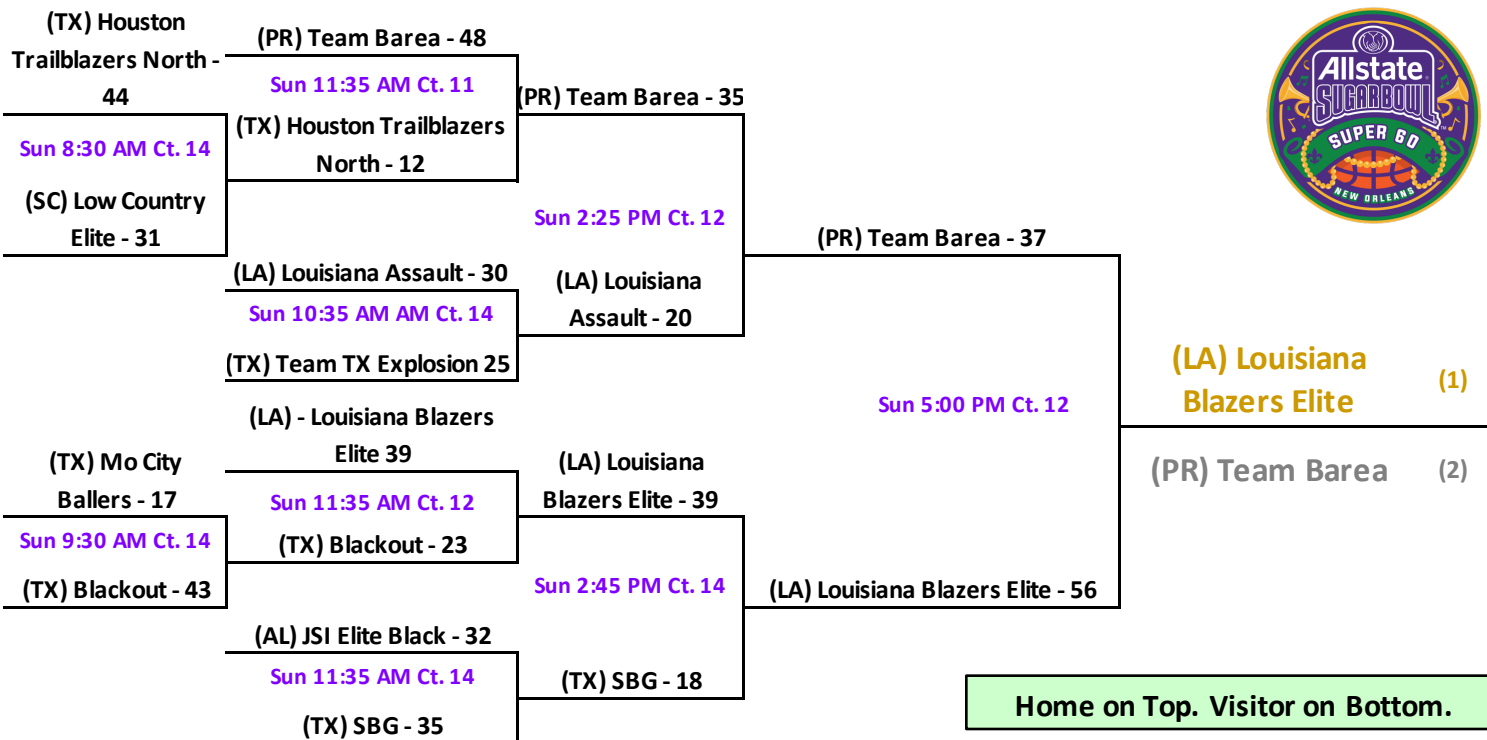 (TX) Houston
Trailblazers North -
44
Sun 8:30 AM Ct. 14
(SC) Low Country
Elite - 31
(TX) Mo City
Ballers - 17
Sun 9:30 AM Ct. 14
(TX) Blackout - 43
(PR) Team Barea - 48
Sun 11:35 AM Ct. 11
(TX) Houston Trailblazers
North - 12
(LA) Louisiana Assault - 30
Sun 10:35 AM AM Ct. 14
(TX) Team TX Explosion 25
(LA) - Louisiana Blazers
Elite 39
Sun 11:35 AM Ct. 12
(TX) Blackout - 23
(AL) JSI Elite Black - 32
Sun 11:35 AM Ct. 14
(TX) SBG - 35
(PR) Team Barea - 35
Sun 2:25 PM Ct. 12
(LA) Louisiana
Assault - 20
(LA) Louisiana
Blazers Elite - 39
Sun 2:45 PM Ct. 14
(TX) SBG - 18
(PR) Team Barea - 37
Sun 5:00 PM Ct. 12
(LA) Louisiana Blazers Elite - 56
(LA) Louisiana
Blazers Elite (1)
(PR) Team Barea (2)
Allstate
SUGARBOWL
SUPER 60
NEW ORLEANS
Home on Top. Visitor on Bottom.